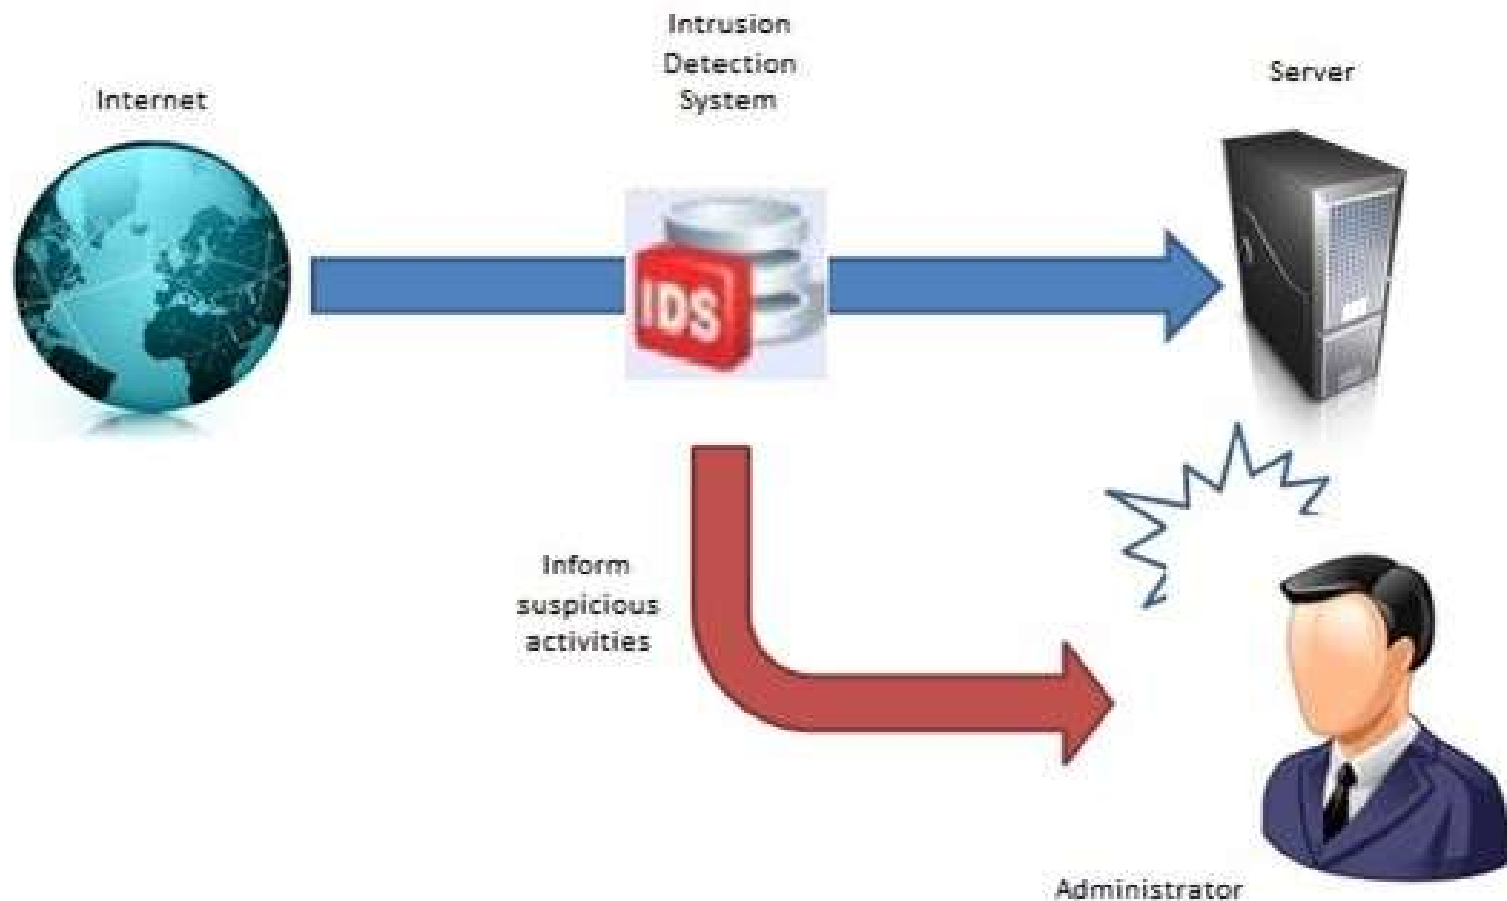 Internet
Intrusion
Detection
System
Server
IDS
Inform
suspicious
activities
Administrator